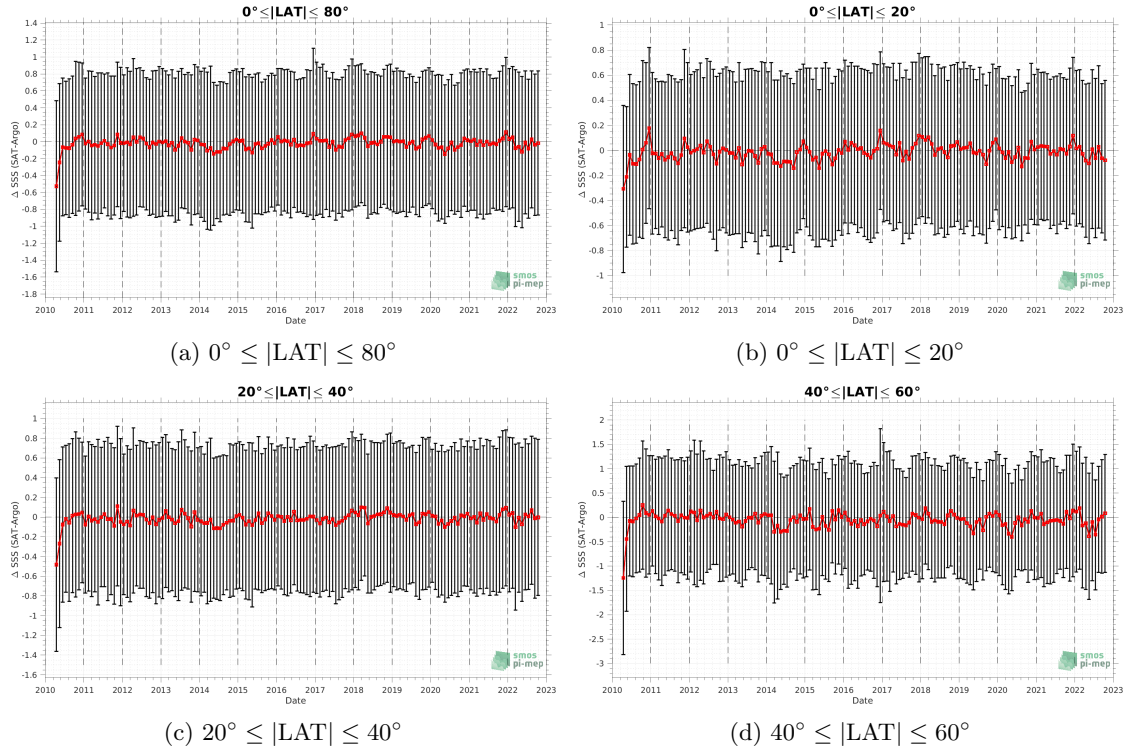 0°≤|LAT|≤ 80°
Δ SSS (SAT-Argo)
1.4
1.2
1
0.8
0.6
0.4
0.2
0
-0.2
-0.4
-0.6
-0.8
-1
-1.2
-1.4
-1.6
-1.8
2010 2011 2012 2013 2014 2015 2016 2017 2018 2019 2020 2021 2022 2023
Date
smos
pi-mep
(a) 0° ≤ |LAT| ≤ 80°
0°≤|LAT|≤ 20°
Δ SSS (SAT-Argo)
1
0.8
0.6
0.4
0.2
0
-0.2
-0.4
-0.6
-0.8
-1
2010 2011 2012 2013 2014 2015 2016 2017 2018 2019 2020 2021 2022 2023
Date
smos
pi-mep
(b) 0° ≤ |LAT| ≤ 20°
20°≤|LAT|≤ 40°
Δ SSS (SAT-Argo)
1
0.8
0.6
0.4
0.2
0
-0.2
-0.4
-0.6
-0.8
-1
-1.2
-1.4
-1.6
2010 2011 2012 2013 2014 2015 2016 2017 2018 2019 2020 2021 2022 2023
Date
smos
pi-mep
(c) 20° ≤ |LAT| ≤ 40°
40°≤|LAT|≤ 60°
Δ SSS (SAT-Argo)
2
1.5
1
0.5
0
-0.5
-1
-1.5
-2
-2.5
-3
2010 2011 2012 2013 2014 2015 2016 2017 2018 2019 2020 2021 2022 2023
Date
smos
pi-mep
(d) 40° ≤ |LAT| ≤ 60°